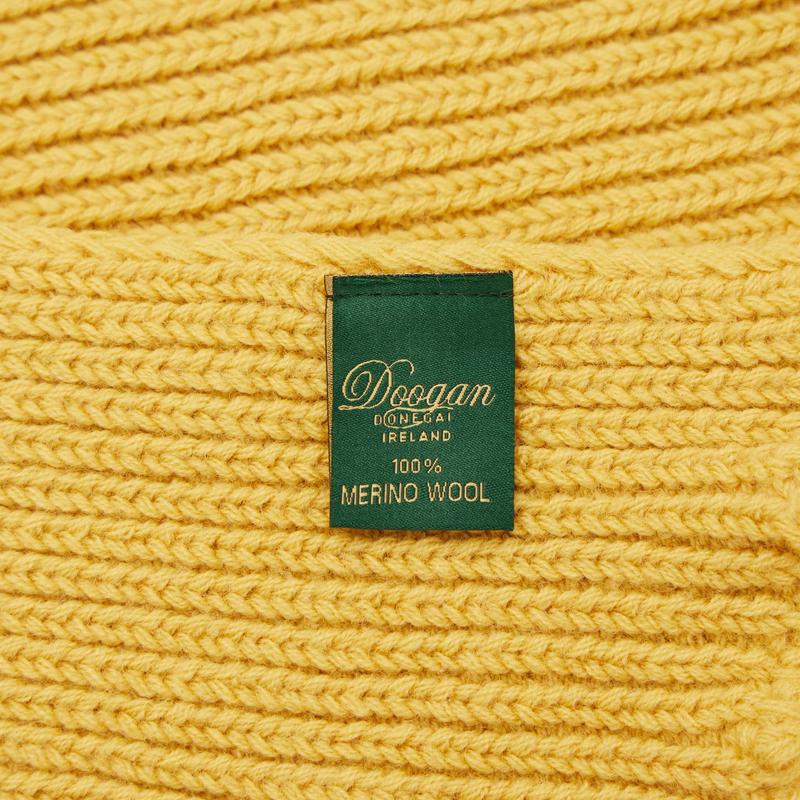 Doogan
DONEGAL
IRELAND
100%
MERINO WOOL